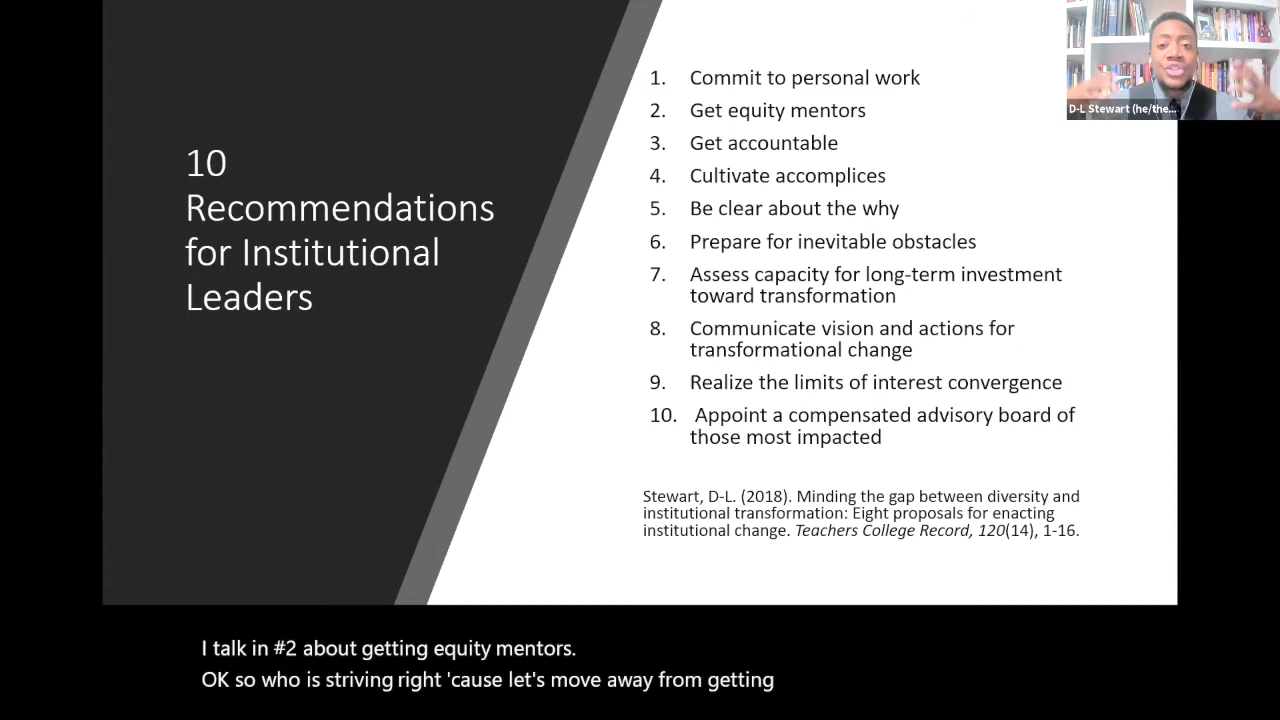 10
Recommendations
for Institutional
Leaders
1. Commit to personal work
2. Get equity mentors
3. Get accountable
4. Cultivate accomplices
5. Be clear about the why
6. Prepare for inevitable obstacles
7. Assess capacity for long-term investment
toward transformation
8. Communicate vision and actions for
transformational change
9. Realize the limits of interest convergence
10. Appoint a compensated advisory board of
those most impacted
Stewart, D-L. (2018). Minding the gap between diversity and
institutional transformation: Eight proposals for enacting
institutional change. Teachers College Record, 120(14), 1-16.
D-L Stewart (he/the...
I talk in #2 about getting equity mentors.
OK so who is striving right 'cause let's move away from getting